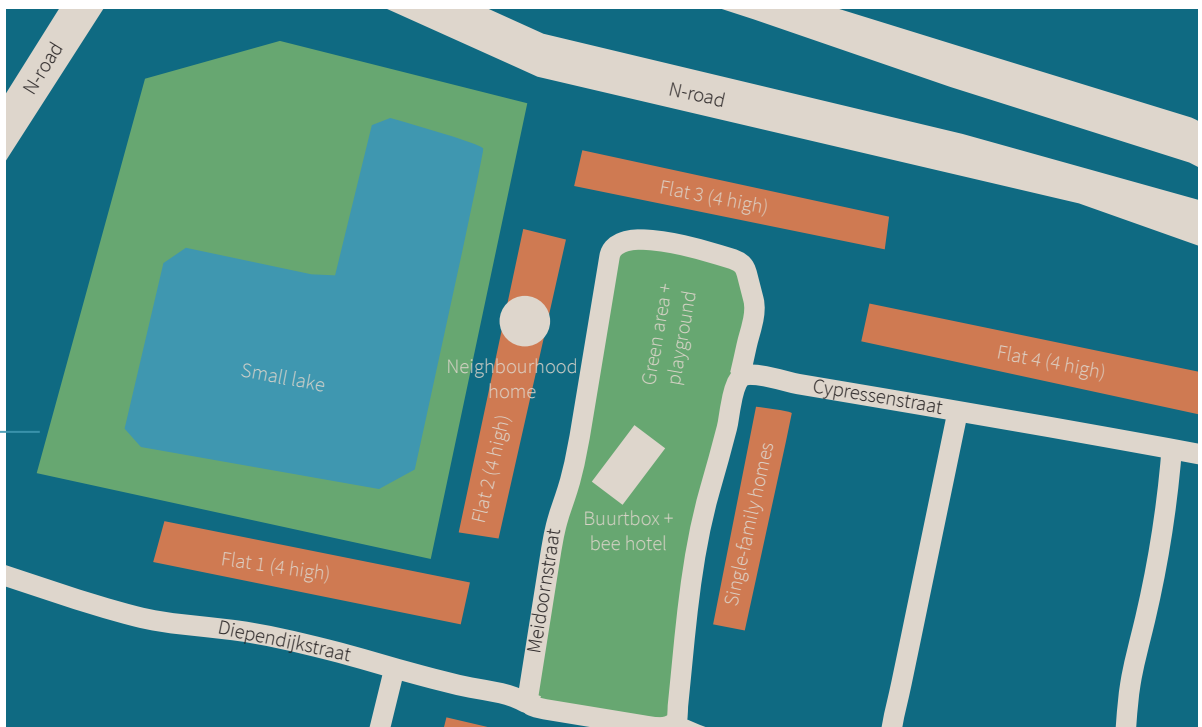 N-road
N-road
Flat 3 (4 high)
Green area +
playground
Flat 4 (4 high)
Neighbourhood
home
Small lake
Cypressenstraat
Flat 2 (4 high)
Single-family homes
Buurtbox +
bee hotel
Flat 1 (4 high)
Meidoornstraat
Diependijkstraat